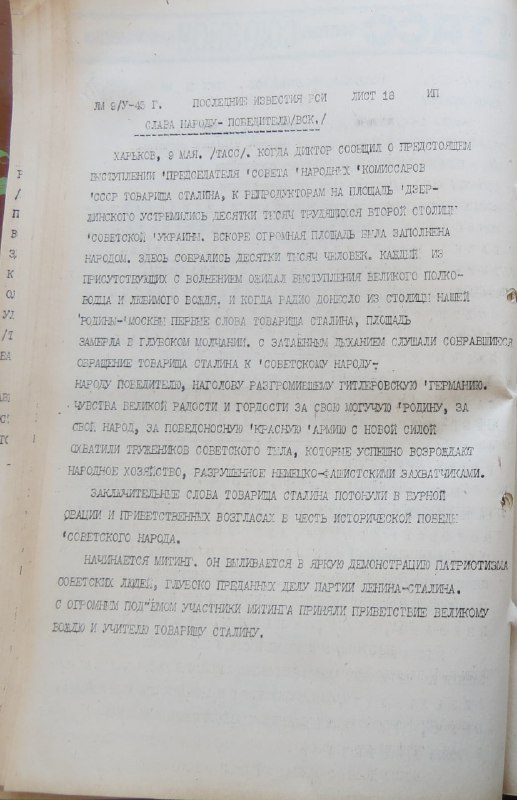 ЛМ 9/У-45 Г. ПОСЛЕДНИЕ ИЗВЕСТИЯ РСИ ЛИСТ 18 ИП
СЛАВА НАРОДУ-ПОБЕДИТЕЛЮ/ВСК./
ХАРЬКОВ, 9 МАЯ. /ТАСС/. КОГДА ДИКТОР СООБЩИЛ О ПРЕДСТОЯЩЕМ
ВЫСТУПЛЕНИИ 'ПРЕДСЕДАТЕЛЯ 'СОВЕТА 'НАРОДНЫХ 'КОМИССАРОВ
'СССР ТОВАРИЩА СТАЛИНА, К РЕПРОДУКТОРАМ НА ПЛОЩАДЬ 'ДЗЕР-
ЖИНСКОГО УСТРЕМИЛИСЬ ДЕСЯТКИ ТЫСЯЧ ТРУДЯЩИХСЯ ВТОРОЙ СТОЛИЦЫ
'СОВЕТСКОЙ 'УКРАИНЫ. ВСКОРЕ ОГРОМНАЯ ПЛОЩАДЬ БЫЛА ЗАПОЛНЕНА
НАРОДОМ. ЗДЕСЬ СОБРАЛИСЬ ДЕСЯТКИ ТЫСЯЧ ЧЕЛОВЕК. КАЖДЫЙ ИЗ
ПРИСУТСТВУЮЩИХ С ВОЛНЕНИЕМ ОЖИДАЛ ВЫСТУПЛЕНИЯ ВЕЛИКОГО ПОЛКО-
ВОДЦА И ЛЮБИМОГО ВОЖДЯ. И КОГДА РАДИО ДОНЕСЛО ИЗ СТОЛИЦЫ НАШЕЙ
'РОДИНЫ-'МОСКВЫ ПЕРВЫЕ СЛОВА ТОВАРИЩА СТАЛИНА, ПЛОЩАДЬ
ЗАМЕРЛА В ГЛУБОКОМ МОЛЧАНИИ. С ЗАТАЕННЫМ ДЫХАНИЕМ СЛУШАЛИ СОБРАВШИЕСЯ
ОБРАЩЕНИЕ ТОВАРИЩА СТАЛИНА К 'СОВЕТСКОМУ НАРОДУ-
НАРОДУ ПОБЕДИТЕЛЮ, НАГОЛОВУ РАЗГРОМИВШЕМУ ГИТЛЕРОВСКУЮ 'ГЕРМАНИЮ.
ЧУВСТВА ВЕЛИКОЙ РАДОСТИ И ГОРДОСТИ ЗА СВОЮ МОГУЧУЮ 'РОДИНУ, ЗА
СВОЙ НАРОД, ЗА ПОБЕДОНОСНУЮ 'КРАСНУЮ 'АРМИЮ С НОВОЙ СИЛОЙ
ОХВАТИЛИ ТРУЖЕНИКОВ СОВЕТСКОГО ТЫЛА, КОТОРЫЕ УСПЕШНО ВОЗРОЖДАЮТ
НАРОДНОЕ ХОЗЯЙСТВО, РАЗРУШЕННОЕ НЕМЕЦКО-ФАШИСТСКИМИ ЗАХВАТЧИКАМИ.
ЗАКЛЮЧИТЕЛЬНЫЕ СЛОВА ТОВАРИЩА СТАЛИНА ПОТОНУЛИ В БУРНОЙ
ОВАЦИИ И ПРИВЕТСТВЕННЫХ ВОЗГЛАСАХ В ЧЕСТЬ ИСТОРИЧЕСКОЙ ПОБЕДЫ
'СОВЕТСКОГО НАРОДА.
НАЧИНАЕТСЯ МИТИНГ. ОН ВЫЛИВАЕТСЯ В ЯРКУЮ ДЕМОНСТРАЦИЮ ПАТРИОТИЗМА
СОВЕТСКИХ ЛЮДЕЙ, ГЛУБОКО ПРЕДАННЫХ ДЕЛУ ПАРТИИ ЛЕНИНА-СТАЛИНА.
С ОГРОМНЫМ ПОД"ЕМОМ УЧАСТНИКИ МИТИНГА ПРИНЯЛИ ПРИВЕТСТВИЕ ВЕЛИКОМУ
ВОЖДЮ И УЧИТЕЛЮ ТОВАРИЩУ СТАЛИНУ.